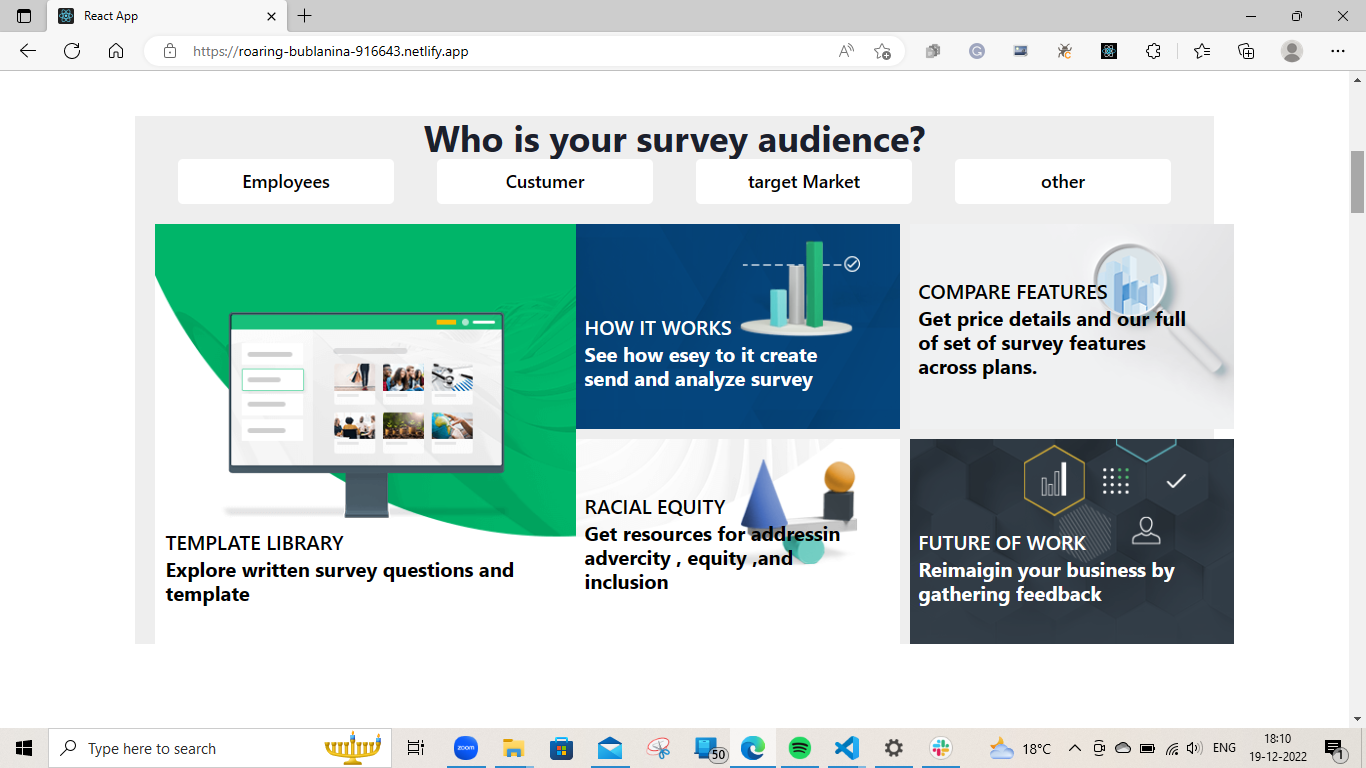 React App
https://roaring-bublanina-916643.netlify.app
Who is your survey audience?
Employees
Custumer
target Market
other
HOW IT WORKS
See how esey to it create
send and analyze survey
COMPARE FEATURES
Get price details and our full
of set of survey features
across plans.
TEMPLATE LIBRARY
Explore written survey questions and
template
RACIAL EQUITY
Get resources for addressin
advercity , equity ,and
inclusion
FUTURE OF WORK
Reimaigin your business by
gathering feedback
Type here to search
zoom
50
18°C
ENG
18:10
19-12-2022
1